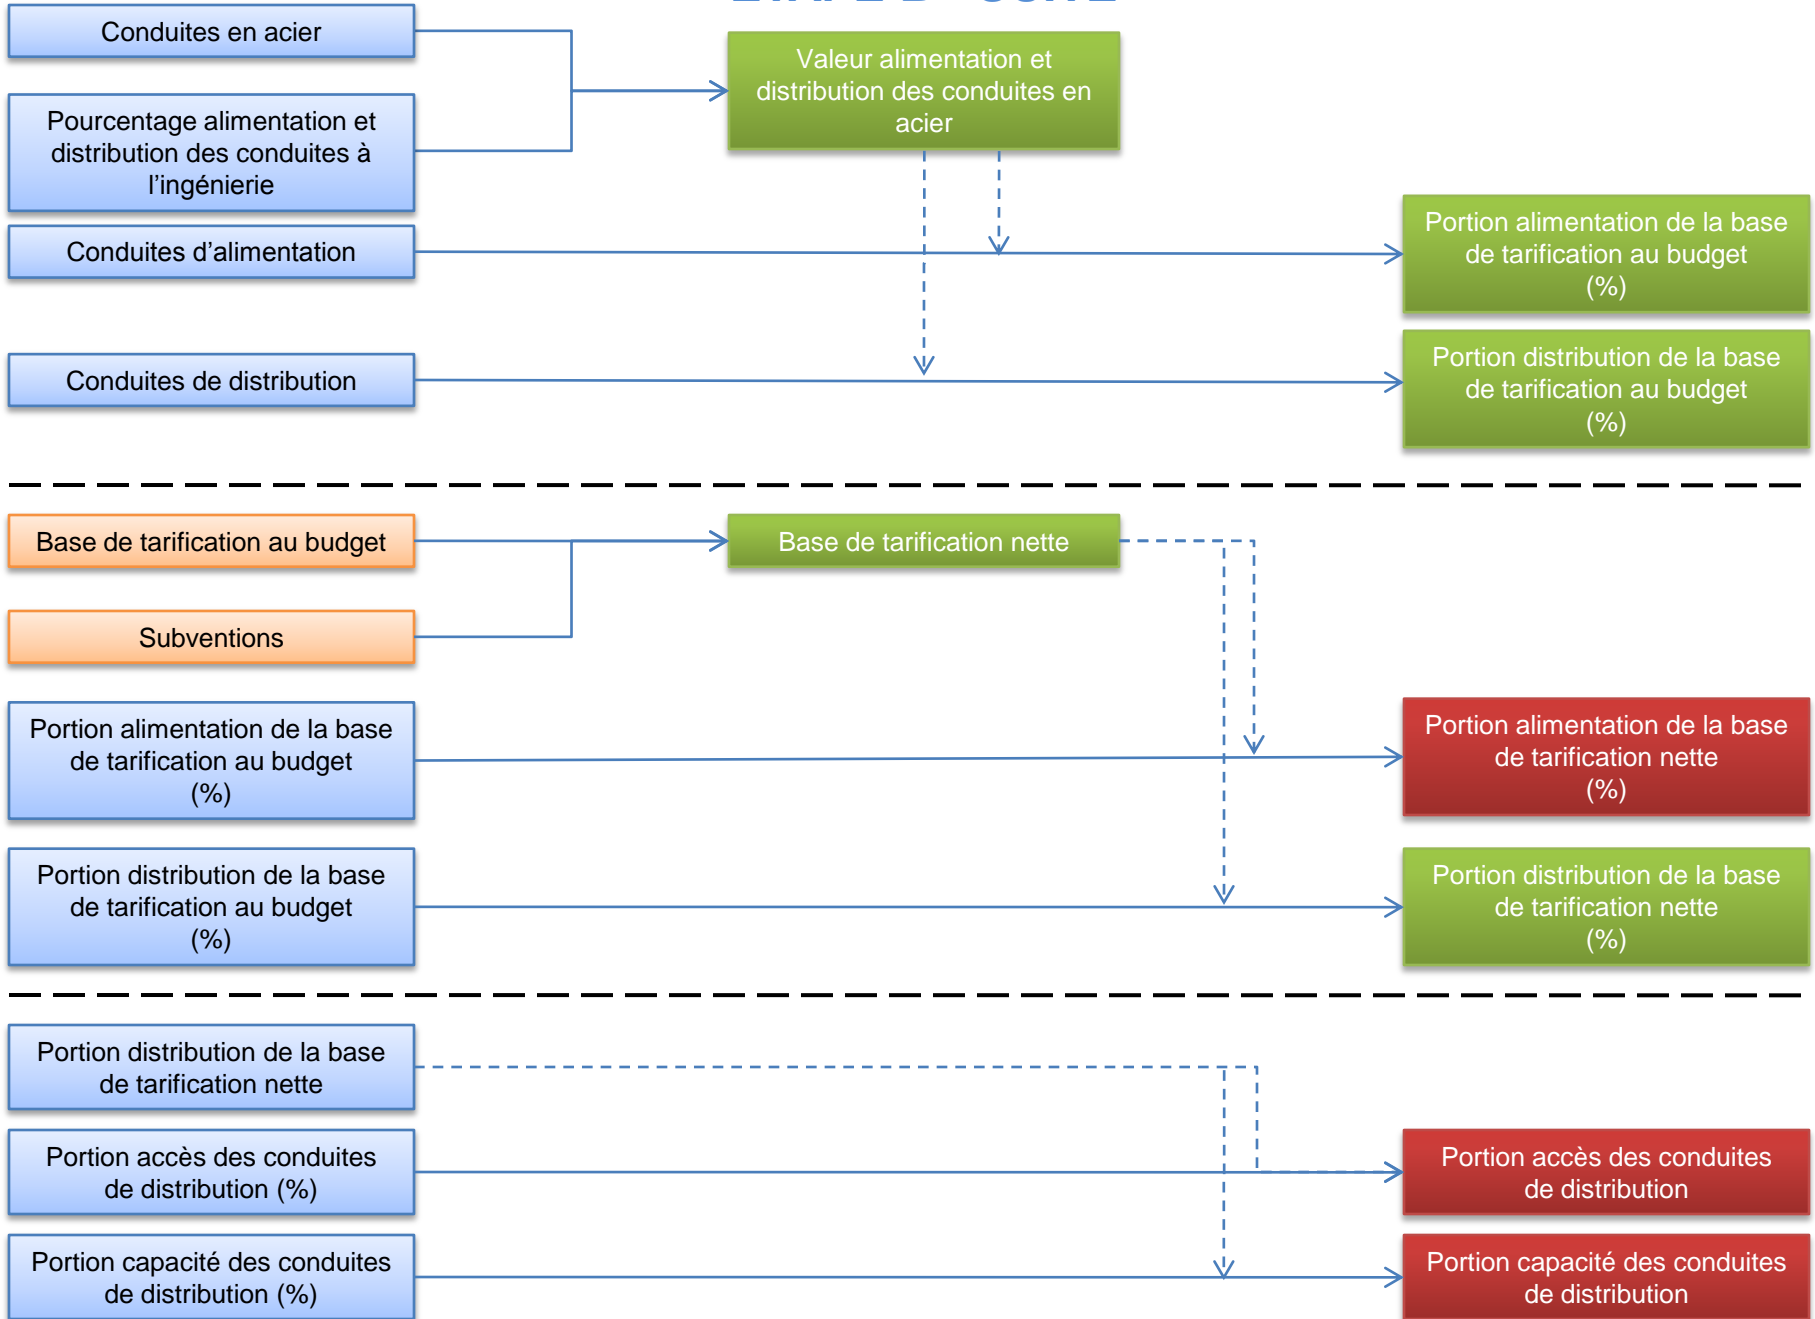 Conduites en acier
Valeur alimentation et
distribution des conduites en
acier
Pourcentage alimentation et
distribution des conduites à
l’ingénierie
Conduites d’alimentation
Portion alimentation de la base
de tarification au budget
(%)
Conduites de distribution
Portion distribution de la base
de tarification au budget
(%)
Base de tarification au budget
Base de tarification nette
Subventions
Portion alimentation de la base
de tarification au budget
(%)
Portion alimentation de la base
de tarification nette
(%)
Portion distribution de la base
de tarification au budget
(%)
Portion distribution de la base
de tarification nette
(%)
Portion distribution de la base
de tarification nette
Portion accès des conduites
de distribution (%)
Portion accès des conduites
de distribution
Portion capacité des conduites
de distribution (%)
Portion capacité des conduites
de distribution